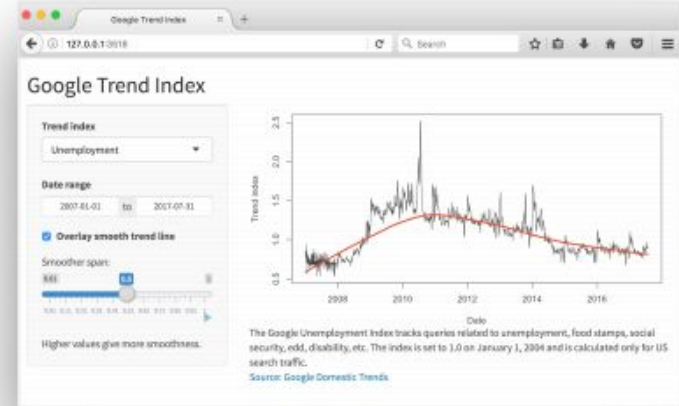 Google Trend Index
127.0.0.1:3618
Search
Google Trend Index
Trend index
Unemployment
Date range
2007-01-01 to 2017-07-31
Overlay smooth trend line
Smoother span:
0.01 0.5 1
Higher values give more smoothness.
Trend index
2.5
2.0
1.5
1.0
0.5
2008 2010 2012 2014 2016
Date
The Google Unemployment Index tracks queries related to unemployment, food stamps, social
security, edd, disability, etc. The index is set to 1.0 on January 1, 2004 and is calculated only for US
search traffic.
Source: Google Domestic Trends